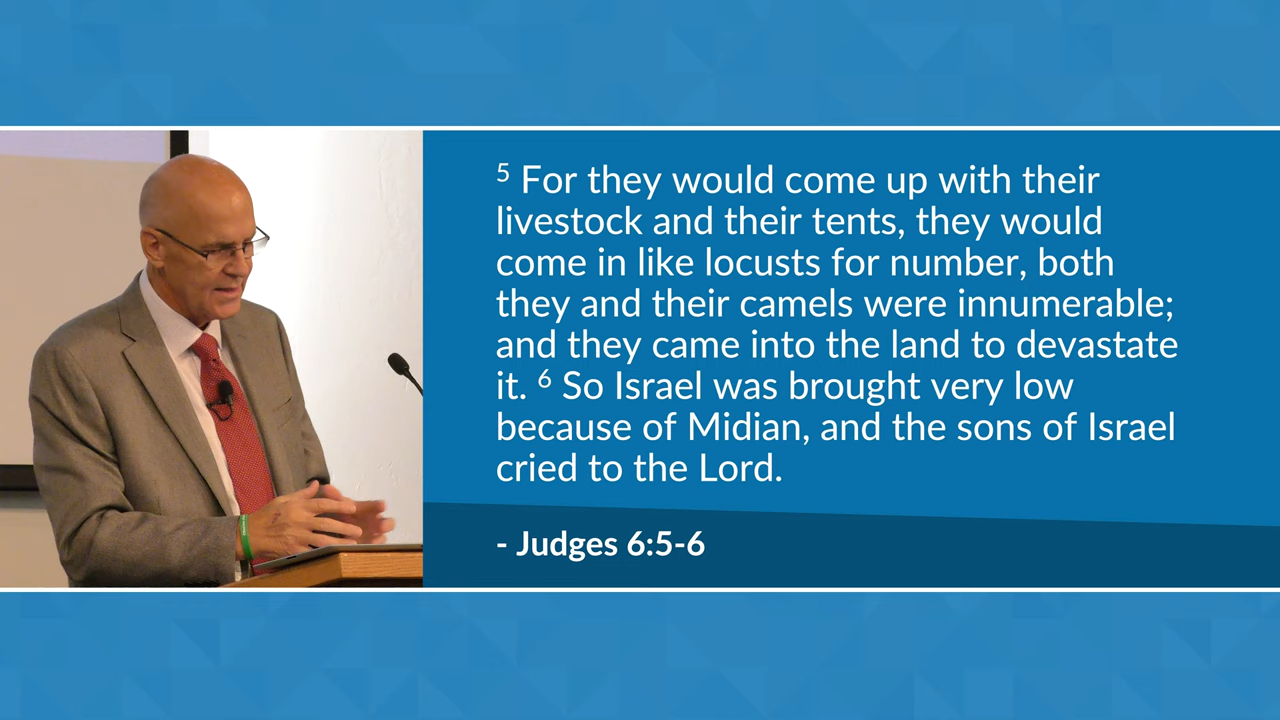 5 For they would come up with their
livestock and their tents, they would
come in like locusts for number, both
they and their camels were innumerable;
and they came into the land to devastate
it. 6 So Israel was brought very low
because of Midian, and the sons of Israel
cried to the Lord.
- Judges 6:5-6